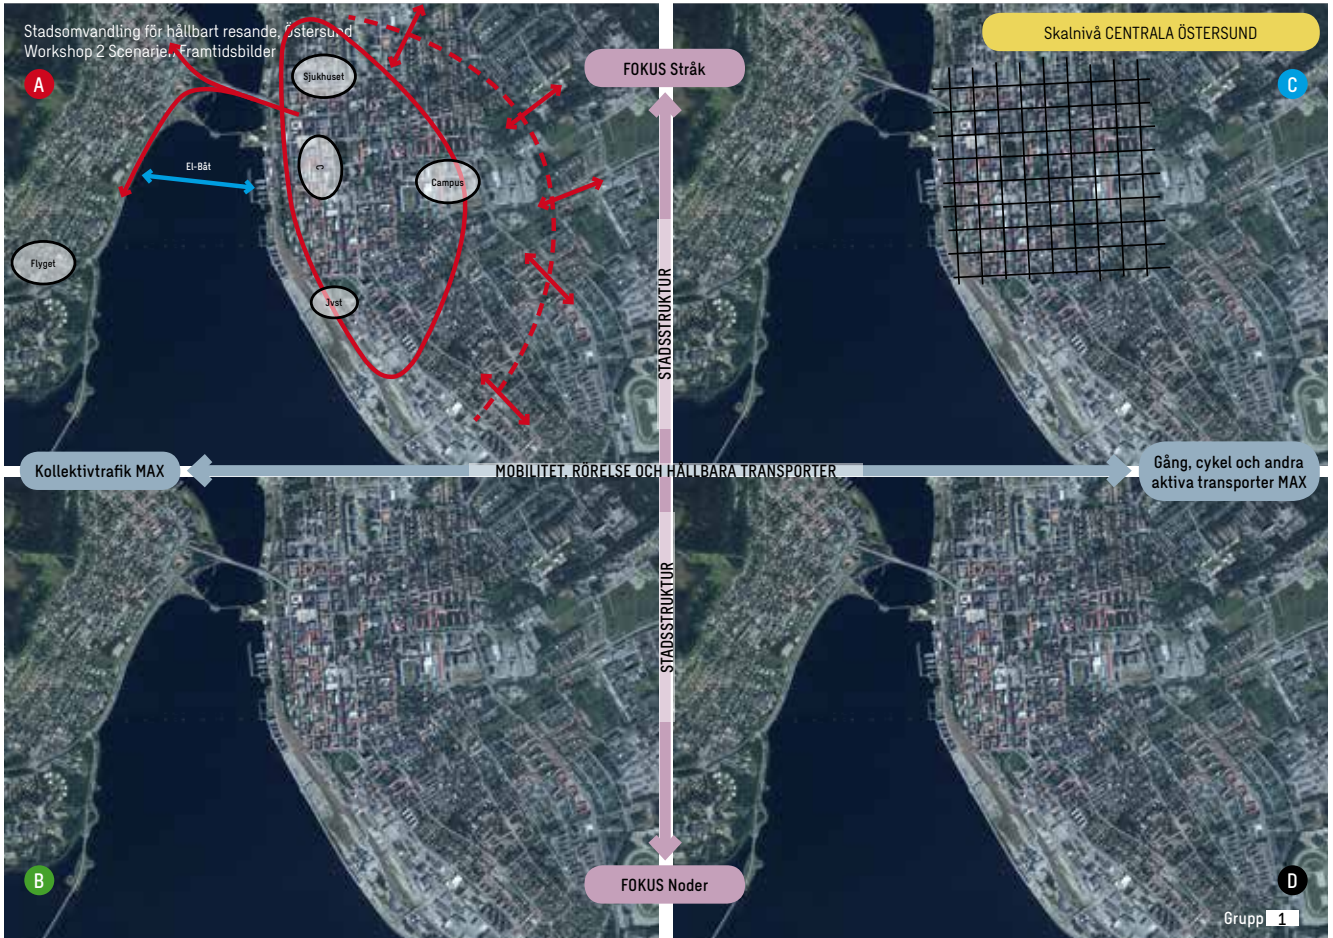 Stadsomvandling för hållbart resande, Östersund
Workshop 2 Scenarier/Framtidsbilder
A
Sjukhuset
C
Campus
El-Båt
Flyget
Jvst
FOKUS Stråk
Skalnivå CENTRALA ÖSTERSUND
C
STADSSTRUKTUR
Kollektivtrafik MAX
MOBILITET, RÖRELSE OCH HÅLLBARA TRANSPORTER
Gång, cykel och andra
aktiva transporter MAX
STADSSTRUKTUR
B
FOKUS Noder
D
Grupp 1